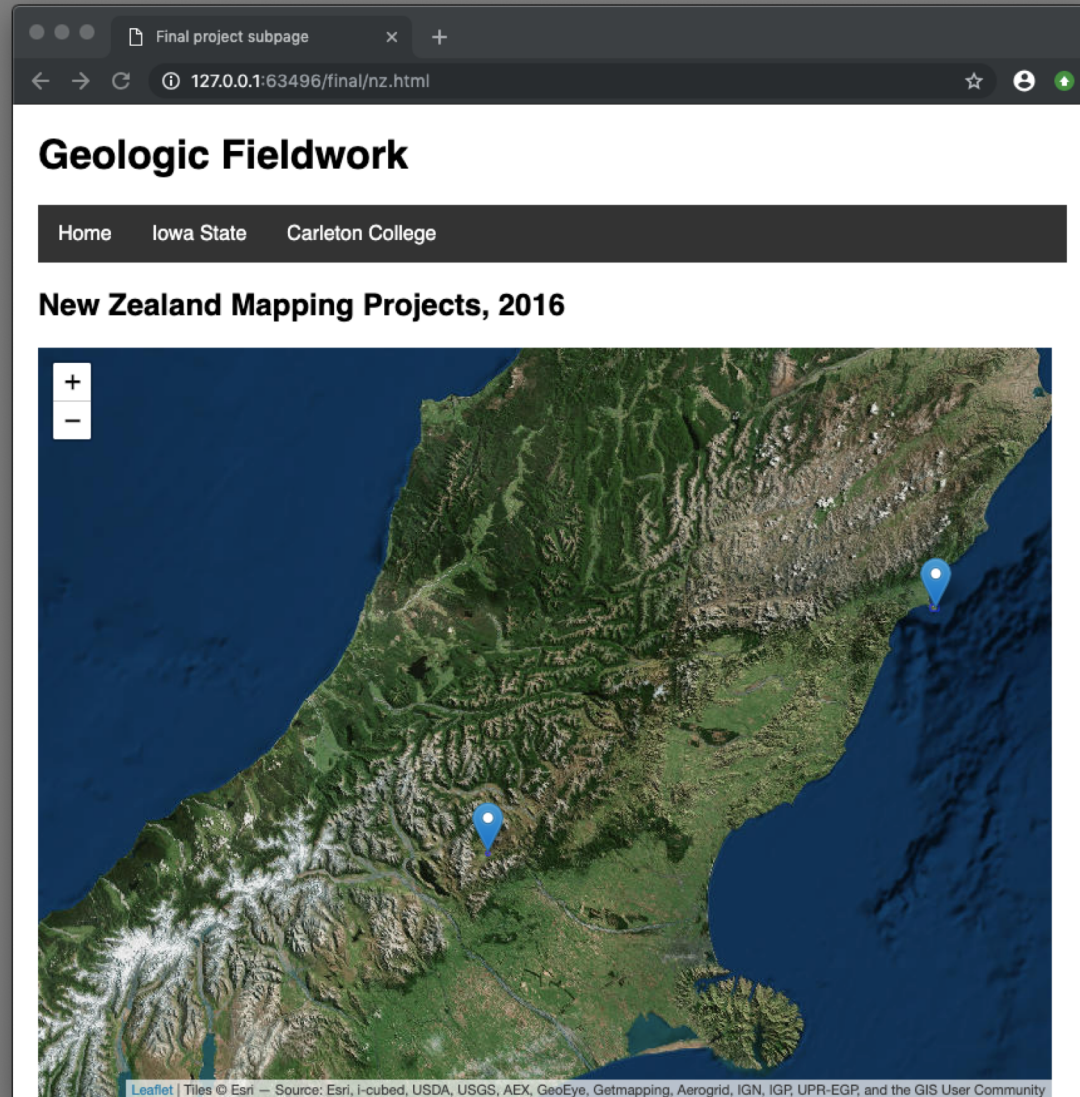 Final project subpage
127.0.0.1:63496/final/nz.html
Geologic Fieldwork
Home Iowa State Carleton College
New Zealand Mapping Projects, 2016
+
−
Leaflet | Tiles © Esri — Source: Esri, i-cubed, USDA, USGS, AEX, GeoEye, Getmapping, Aerogrid, IGN, IGP, UPR-EGP, and the GIS User Community